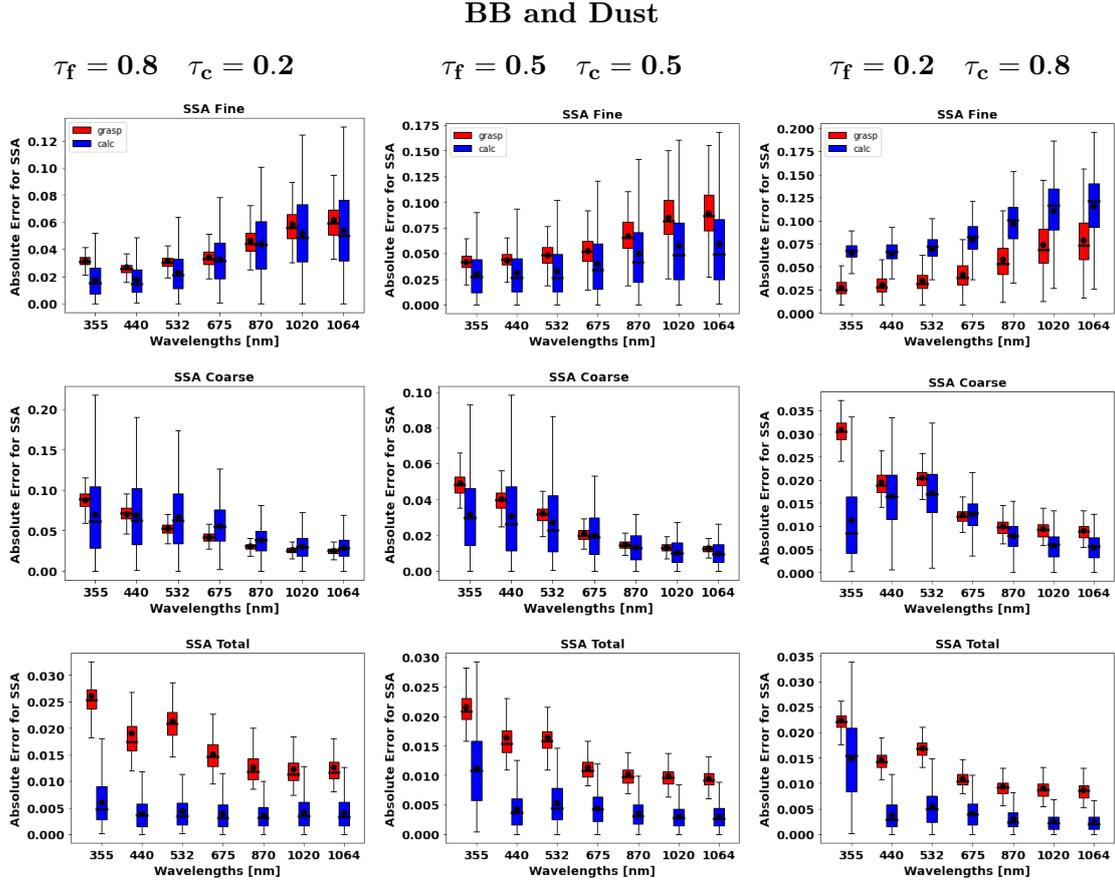 BB and Dust
τf = 0.8 τc = 0.2
τf = 0.5 τc = 0.5
τf = 0.2 τc = 0.8
SSA Fine
Absolute Error for SSA
0.12
0.10
0.08
0.06
0.04
0.02
0.00
grasp
calc
355 440 532 675 870 1020 1064
Wavelengths [nm]
SSA Fine
Absolute Error for SSA
0.175
0.150
0.125
0.100
0.075
0.050
0.025
0.000
grasp
calc
355 440 532 675 870 1020 1064
Wavelengths [nm]
SSA Fine
Absolute Error for SSA
0.200
0.175
0.150
0.125
0.100
0.075
0.050
0.025
0.000
grasp
calc
355 440 532 675 870 1020 1064
Wavelengths [nm]
SSA Coarse
Absolute Error for SSA
0.20
0.15
0.10
0.05
0.00
355 440 532 675 870 1020 1064
Wavelengths [nm]
SSA Coarse
Absolute Error for SSA
0.10
0.08
0.06
0.04
0.02
0.00
355 440 532 675 870 1020 1064
Wavelengths [nm]
SSA Coarse
Absolute Error for SSA
0.035
0.030
0.025
0.020
0.015
0.010
0.005
0.000
355 440 532 675 870 1020 1064
Wavelengths [nm]
SSA Total
Absolute Error for SSA
0.030
0.025
0.020
0.015
0.010
0.005
0.000
355 440 532 675 870 1020 1064
Wavelengths [nm]
SSA Total
Absolute Error for SSA
0.030
0.025
0.020
0.015
0.010
0.005
0.000
355 440 532 675 870 1020 1064
Wavelengths [nm]
SSA Total
Absolute Error for SSA
0.035
0.030
0.025
0.020
0.015
0.010
0.005
0.000
355 440 532 675 870 1020 1064
Wavelengths [nm]